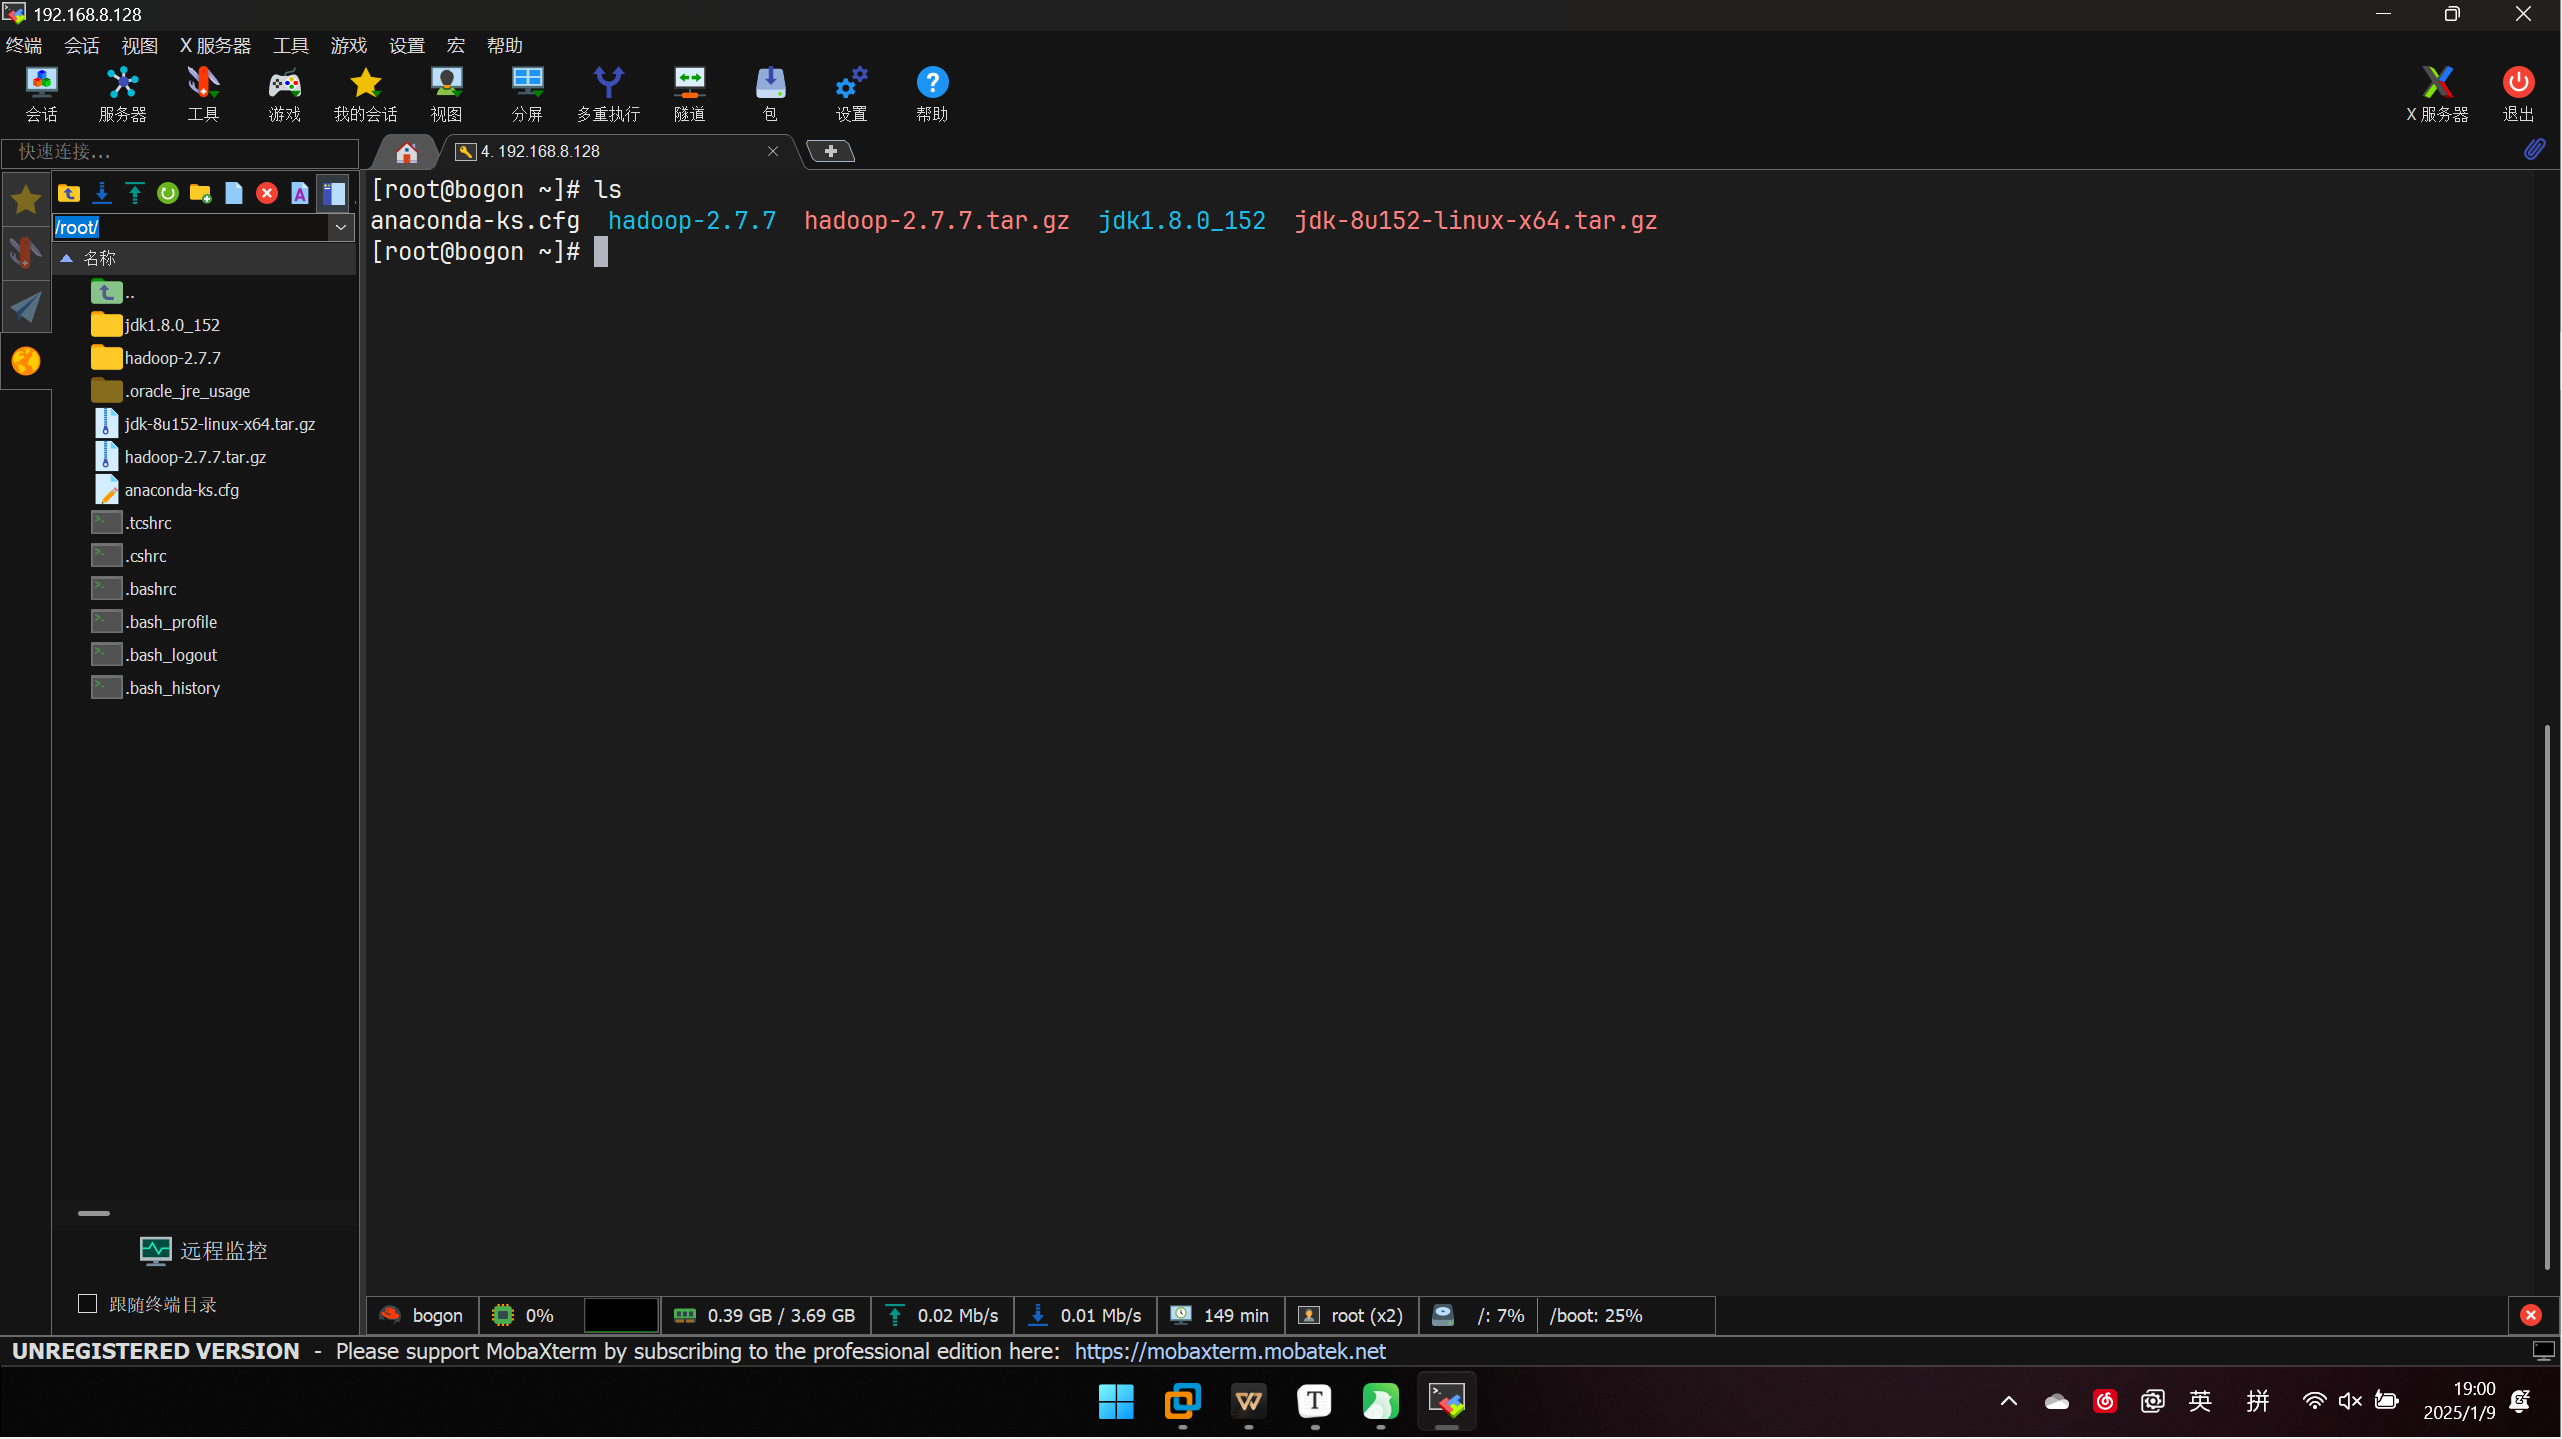 192.168.8.128
终端 会话 视图 X 服务器 工具 游戏 设置 宏 帮助
会话 服务器 工具 游戏 我的会话 视图 分屏 多重执行 隧道 包 设置 帮助 X 服务器 退出
快速连接...
4. 192.168.8.128
/root/
名称
..
jdk1.8.0_152
hadoop-2.7.7
.oracle_jre_usage
jdk-8u152-linux-x64.tar.gz
hadoop-2.7.7.tar.gz
anaconda-ks.cfg
.tcshrc
.cshrc
.bashrc
.bash_profile
.bash_logout
.bash_history
远程监控
跟随终端目录
[root@bogon ~]# ls
anaconda-ks.cfg hadoop-2.7.7 hadoop-2.7.7.tar.gz jdk1.8.0_152 jdk-8u152-linux-x64.tar.gz
[root@bogon ~]#
bogon 0% 0.39 GB / 3.69 GB 0.02 Mb/s 0.01 Mb/s 149 min root (x2) /: 7% /boot: 25%
UNREGISTERED VERSION - Please support MobaXterm by subscribing to the professional edition here: https://mobaxterm.mobatek.net
英 拼 19:00
2025/1/9